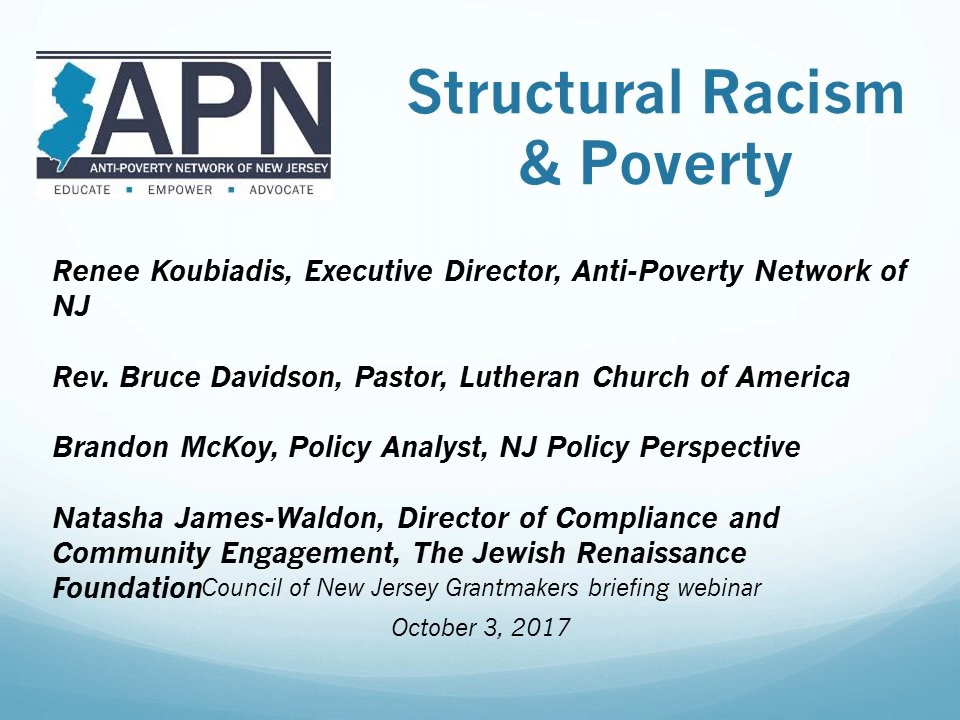 APN
ANTI-POVERTY NETWORK OF NEW JERSEY
EDUCATE ▪ EMPOWER ▪ ADVOCATE
Structural Racism
& Poverty
Renee Koubiadis, Executive Director, Anti-Poverty Network of
NJ
Rev. Bruce Davidson, Pastor, Lutheran Church of America
Brandon McKoy, Policy Analyst, NJ Policy Perspective
Natasha James-Waldon, Director of Compliance and
Community Engagement, The Jewish Renaissance
Foundation
Council of New Jersey Grantmakers briefing webinar
October 3, 2017